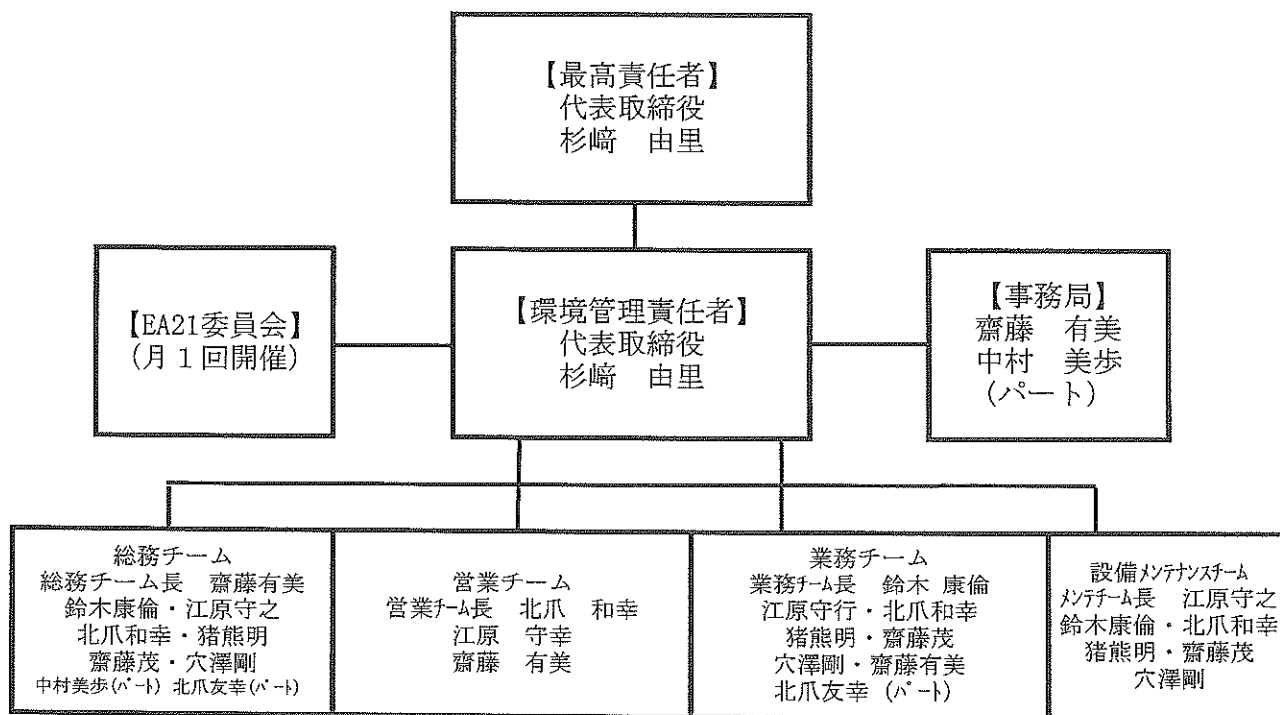 【最高責任者】
代表取締役
杉﨑　由里
【EA21委員会】
(月１回開催)
【環境管理責任者】
代表取締役
杉﨑　由里
【事務局】
齋藤　有美
中村　美歩
(パート)
総務チーム
総務チーム長　齋藤有美
鈴木康倫・江原守之
北爪和幸・猪熊明
齋藤茂・穴澤剛
中村美歩(ﾊﾟｰﾄ) 北爪友幸(ﾊﾟｰﾄ)
営業チーム
営業ﾁｰﾑ長　北爪　和幸
江原　守幸
齋藤　有美
業務チーム
業務ﾁｰﾑ長　鈴木 康倫
江原守行・北爪和幸
猪熊明・齋藤茂
穴澤剛・齋藤有美
北爪友幸 (ﾊﾟｰﾄ)
設備ﾒﾝﾃﾅﾝｽﾁｰﾑ
ﾒﾝﾃﾁｰﾑ長　江原守之
鈴木康倫・北爪和幸
猪熊明・齋藤茂
穴澤剛